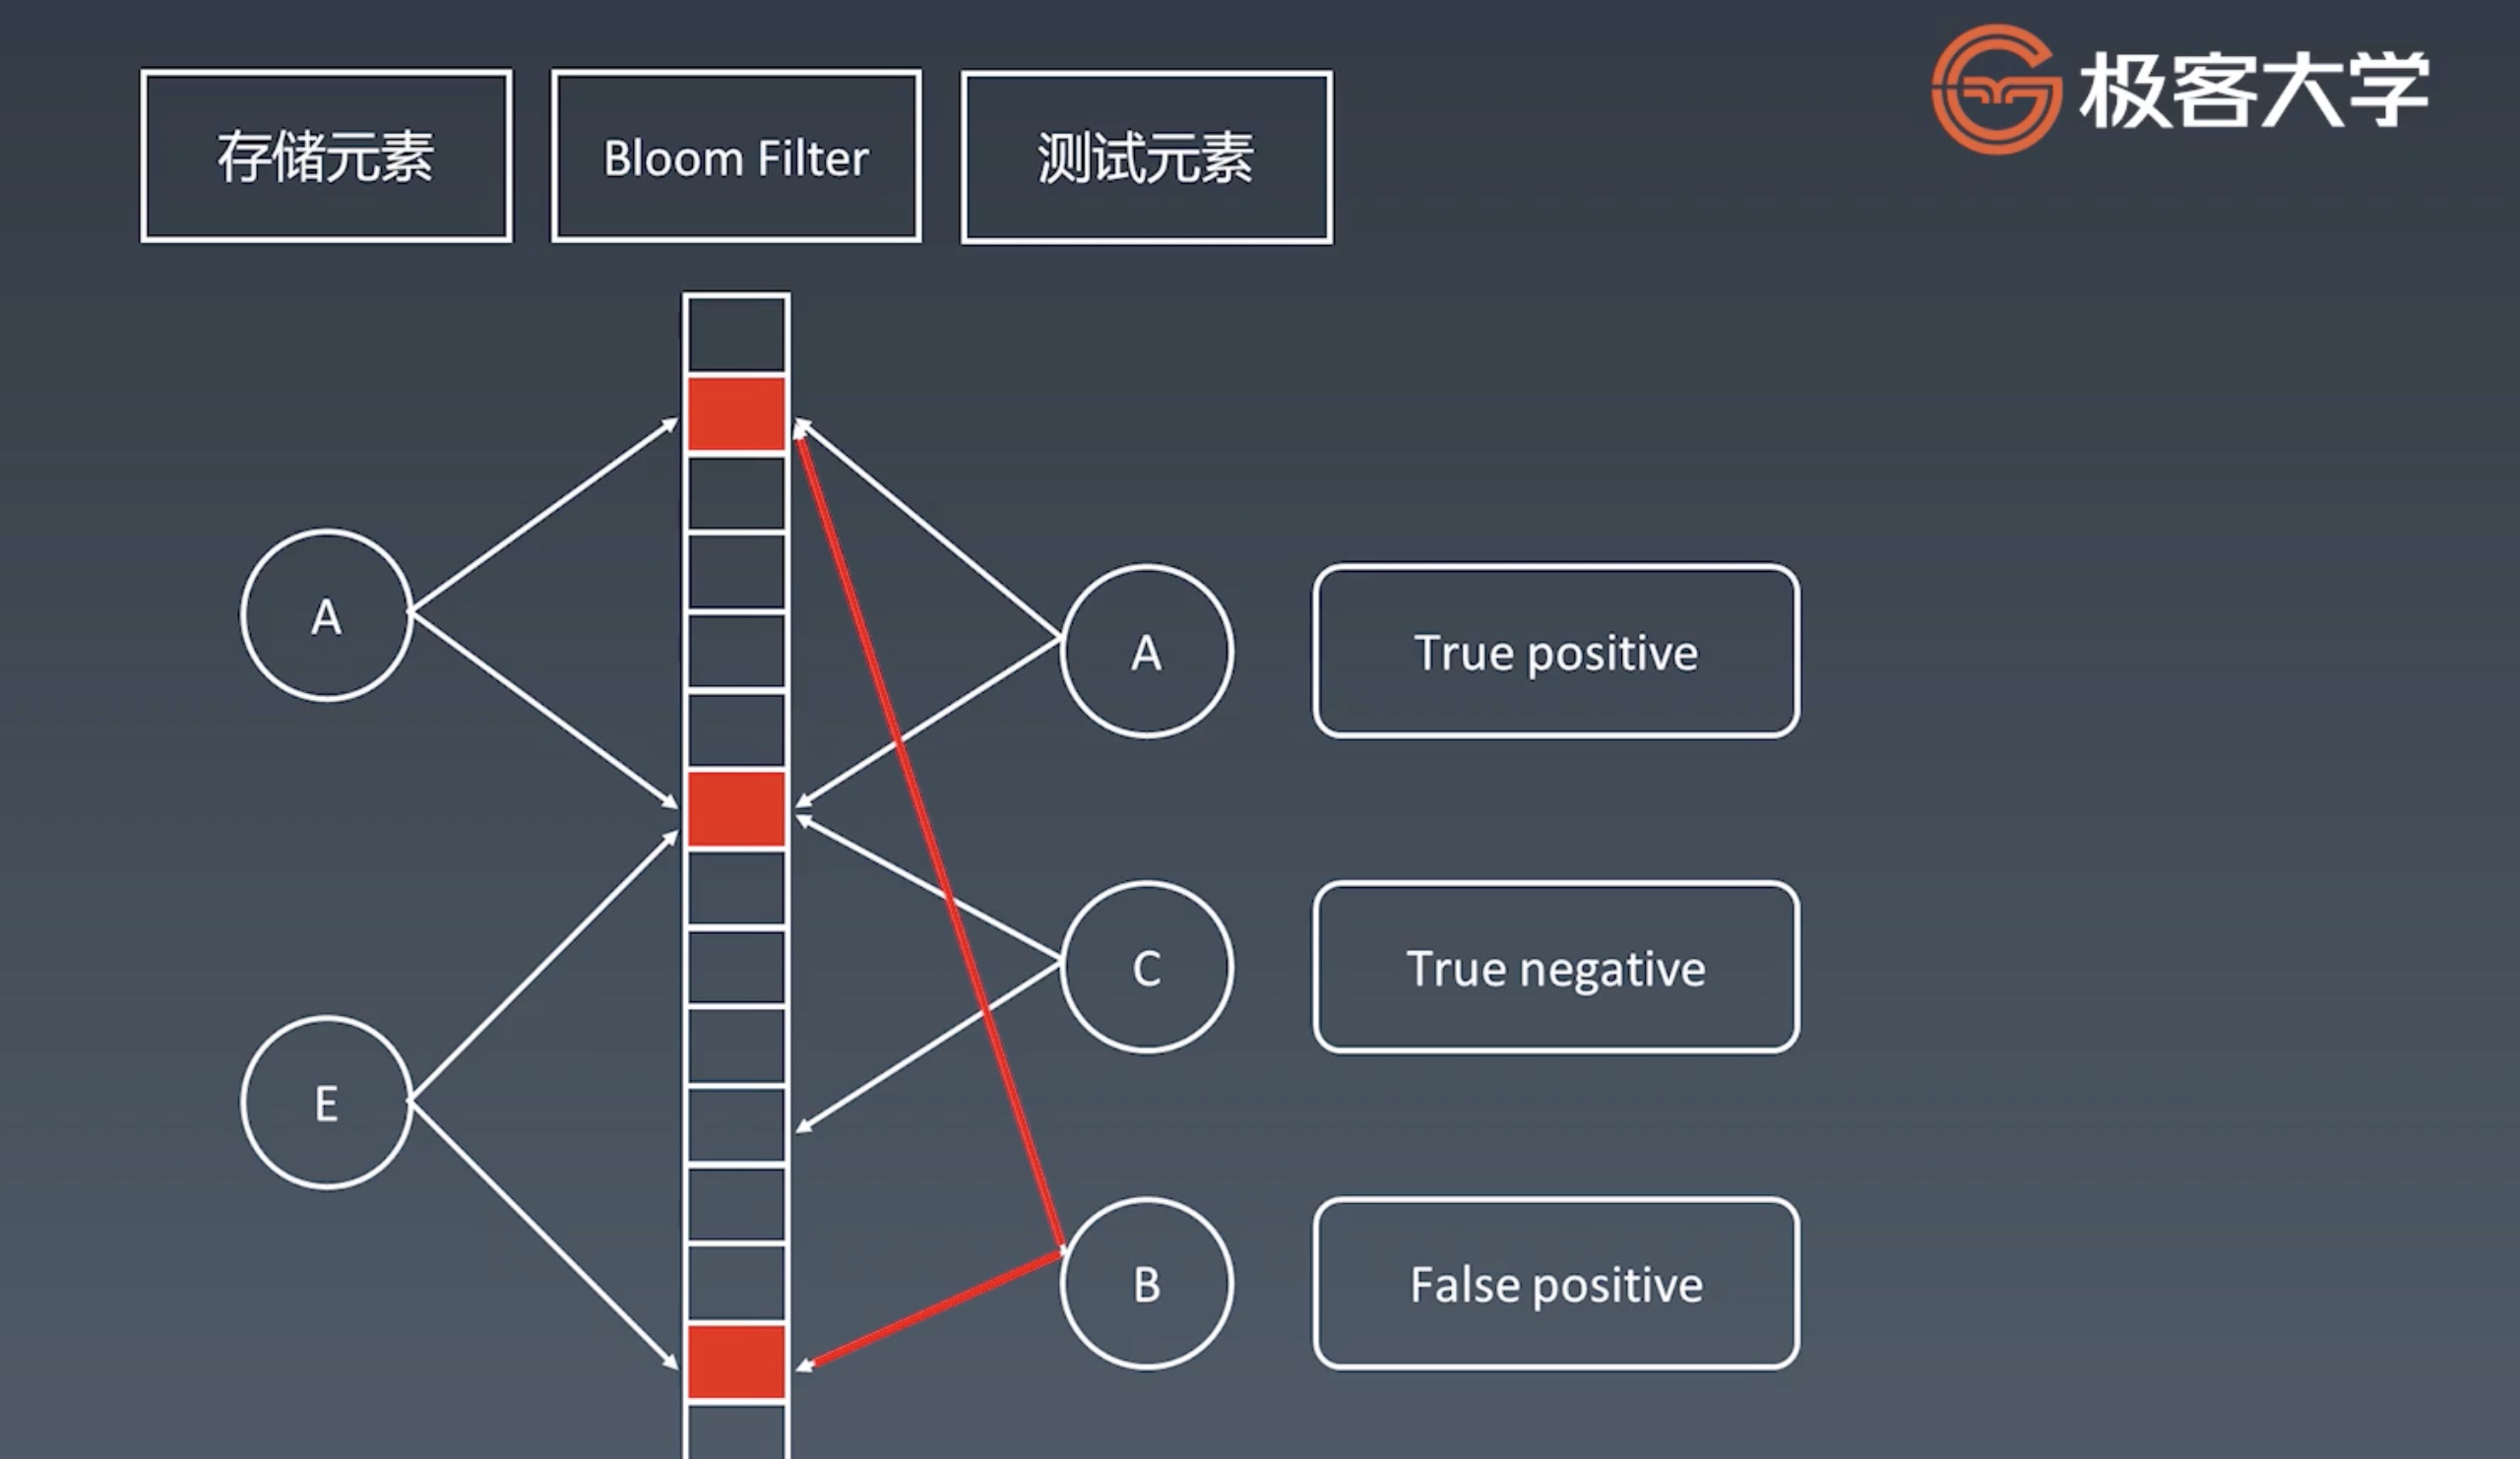 极客大学
存储元素
Bloom Filter
测试元素
A
A
True positive
C
True negative
E
B
False positive